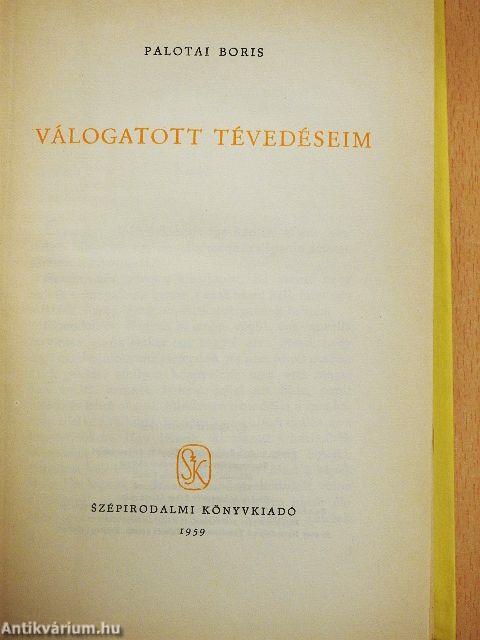 PALOTAI BORIS
VÁLOGATOTT TÉVEDÉSEIM
SZK
SZÉPIRODALMI KÖNYVKIADÓ
1959
Antikvárium.hu